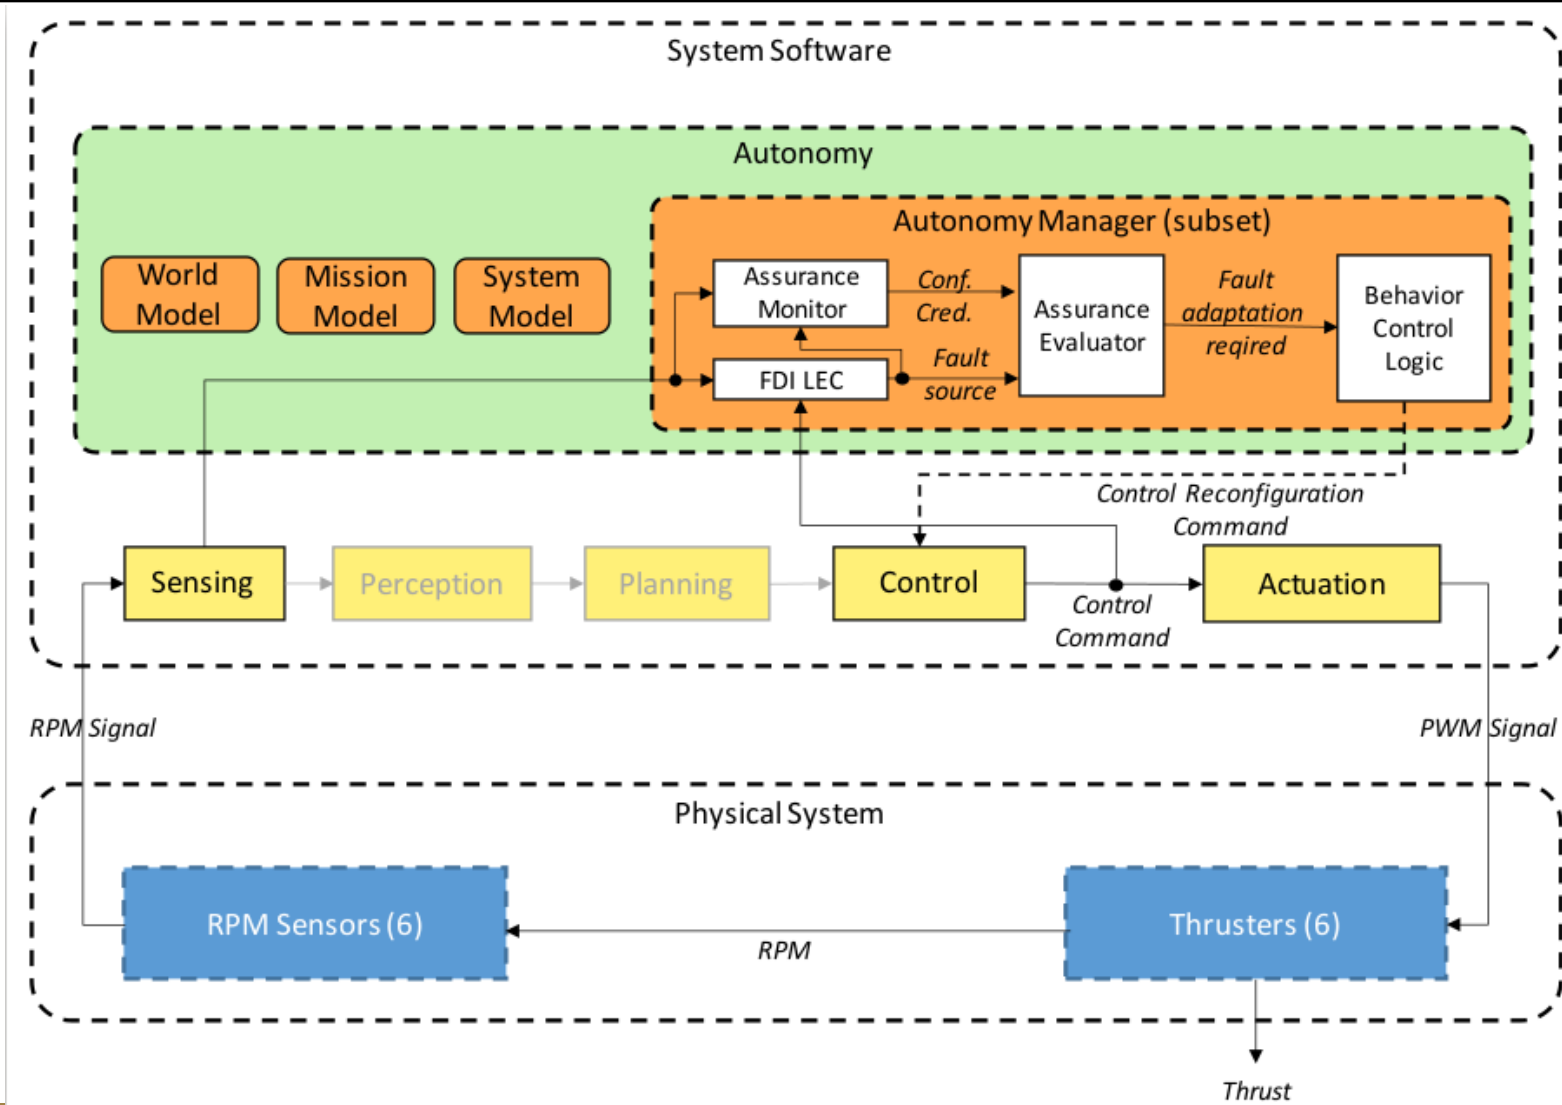 System Software
Autonomy
Autonomy Manager (subset)
World
Model
Mission
Model
System
Model
Assurance
Monitor
Conf.
Cred.
FDI LEC
Fault
source
Assurance
Evaluator
Fault
adaptation
reqired
Behavior
Control
Logic
Control Reconfiguration
Command
Sensing
Perception
Planning
Control
Control
Command
Actuation
RPM Signal
PWM Signal
Physical System
RPM Sensors (6)
RPM
Thrusters (6)
Thrust